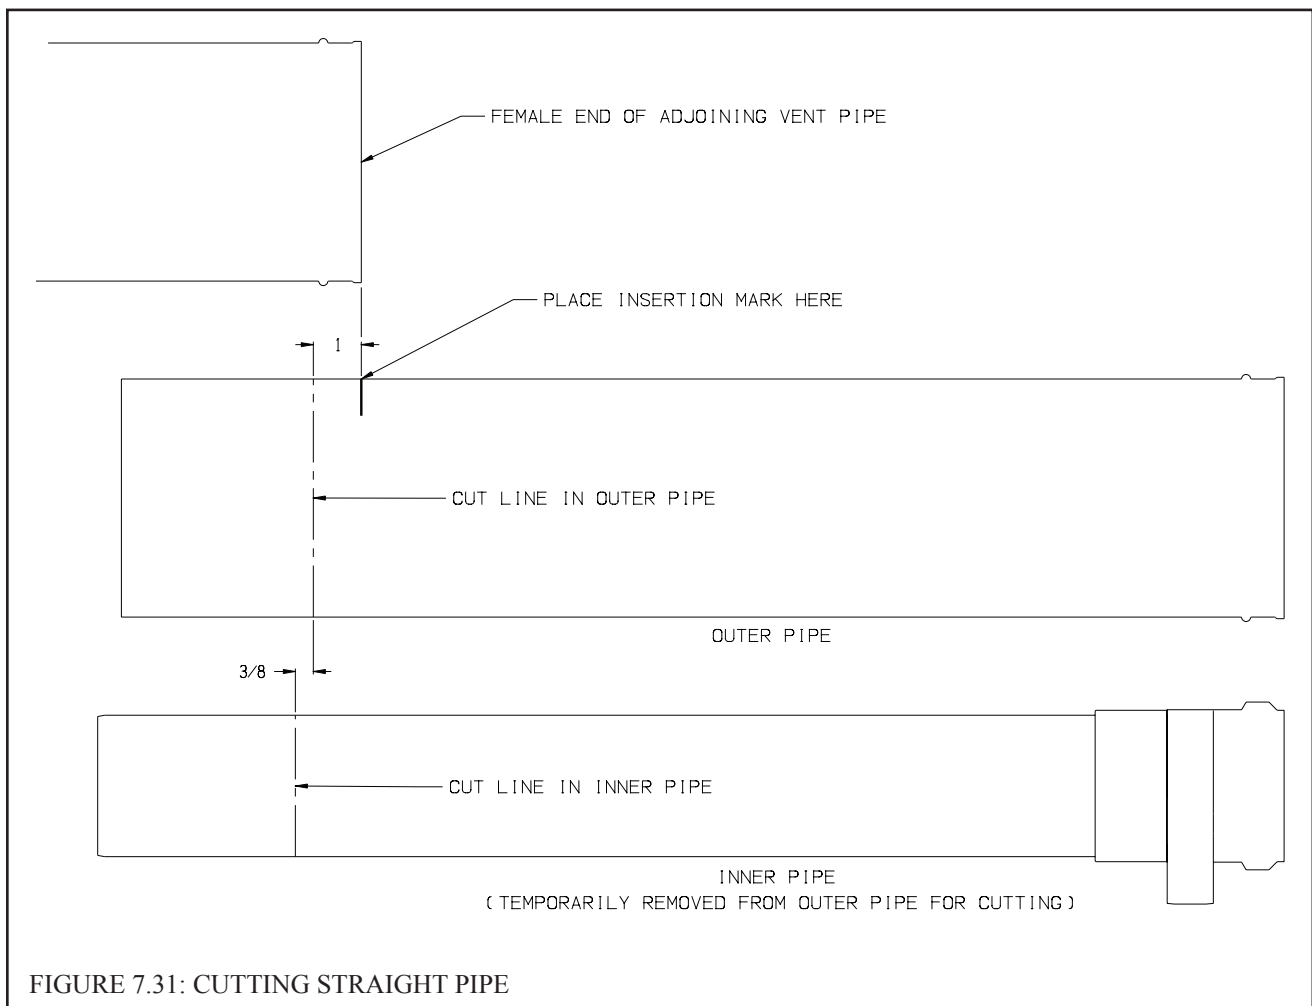 FEMALE END OF ADJOINING VENT PIPE
PLACE INSERTION MARK HERE
1
CUT LINE IN OUTER PIPE
OUTER PIPE
3/8
CUT LINE IN INNER PIPE
INNER PIPE
(TEMPORARILY REMOVED FROM OUTER PIPE FOR CUTTING)
FIGURE 7.31: CUTTING STRAIGHT PIPE